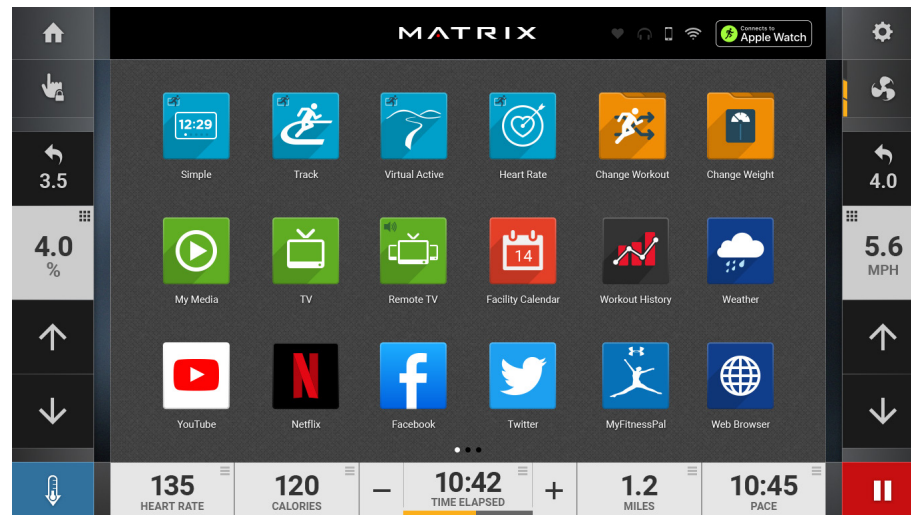 MATRIX
Connects to
Apple Watch
3.5
4.0
4.0
%
5.6
MPH
12:29
Simple
Track
Virtual Active
Heart Rate
Change Workout
Change Weight
14
My Media
TV
Remote TV
Facility Calendar
Workout History
Weather
N
f
YouTube
Netflix
Facebook
Twitter
MyFitnessPal
Web Browser
135
HEART RATE
120
CALORIES
−
10:42
TIME ELAPSED
+
1.2
MILES
10:45
PACE